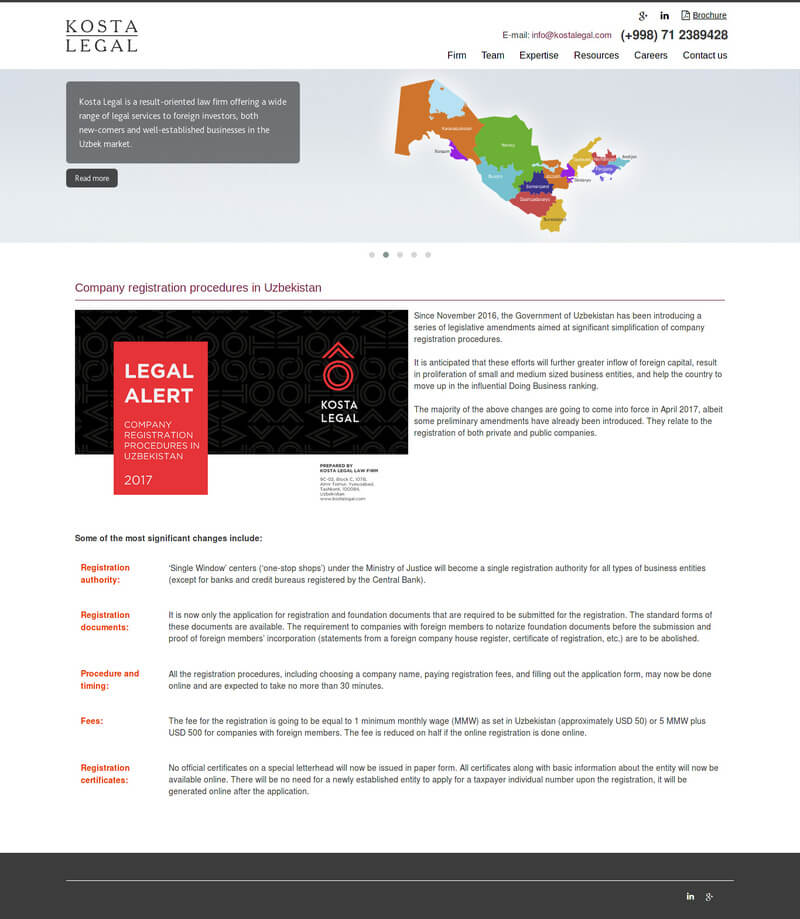 KOSTA
LEGAL
Brochure
E-mail: info@kostalegal.com (+998) 71 2389428
Firm Team Expertise Resources Careers Contact us
Kosta Legal is a result-oriented law firm offering a wide
range of legal services to foreign investors, both
new-comers and well-established businesses in the
Uzbek market.
Read more
Company registration procedures in Uzbekistan
LEGAL
ALERT
COMPANY
REGISTRATION
PROCEDURES IN
UZBEKISTAN
2017
KOSTA
LEGAL
PREPARED BY
KOSTA LEGAL LAW FIRM
Uzbekistan
www.kostalegal.com
Since November 2016, the Government of Uzbekistan has been introducing a
series of legislative amendments aimed at significant simplification of company
registration procedures.
It is anticipated that these efforts will further greater inflow of foreign capital, result
in proliferation of small and medium sized business entities, and help the country to
move up in the influential Doing Business ranking.
The majority of the above changes are going to come into force in April 2017, albeit
some preliminary amendments have already been introduced. They relate to the
registration of both private and public companies.
Some of the most significant changes include:
Registration
authority:
‘Single Window’ centers (‘one-stop shops’) under the Ministry of Justice will become a single registration authority for all types of business entities
(except for banks and credit bureaus registered by the Central Bank).
Registration
documents:
It is now only the application for registration and foundation documents that are required to be submitted for the registration. The standard forms of
these documents are available. The requirement to companies with foreign members to notarize foundation documents before the submission and
proof of foreign members’ incorporation (statements from a foreign company house register, certificate of registration, etc.) are to be abolished.
Procedure and
timing:
All the registration procedures, including choosing a company name, paying registration fees, and filling out the application form, may now be done
online and are expected to take no more than 30 minutes.
Fees:
The fee for the registration is going to be equal to 1 minimum monthly wage (MMW) as set in Uzbekistan (approximately USD 50) or 5 MMW plus
USD 500 for companies with foreign members. The fee is reduced on half if the online registration is done online.
Registration
certificates:
No official certificates on a special letterhead will now be issued in paper form. All certificates along with basic information about the entity will now be
available online. There will be no need for a newly established entity to apply for a taxpayer individual number upon the registration, it will be
generated online after the application.